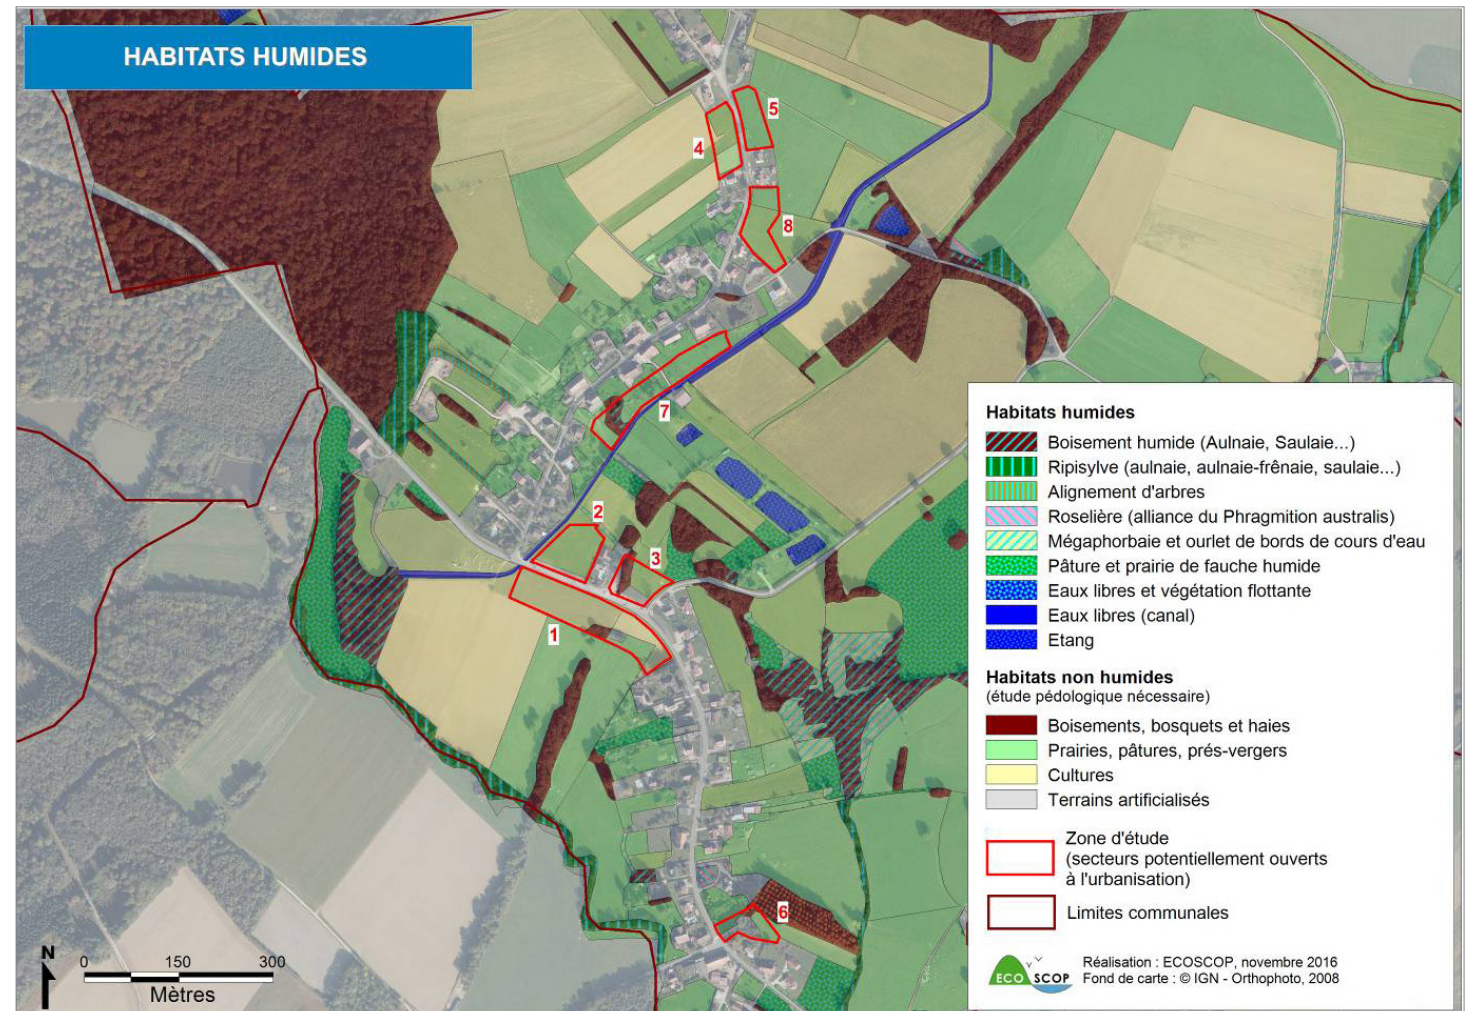 HABITATS HUMIDES
5
4
8
7
2
3
1
6
Habitats humides
Boisement humide (Aulnaie, Saulaie...)
Ripisylve (aulnaie, aulnaie-frênaie, saulaie...)
Alignement d'arbres
Roselière (alliance du Phragmition australis)
Mégaphorbaie et ourlet de bords de cours d'eau
Pâture et prairie de fauche humide
Eaux libres et végétation flottante
Eaux libres (canal)
Etang
Habitats non humides
(étude pédologique nécessaire)
Boisements, bosquets et haies
Prairies, pâtures, prés-vergers
Cultures
Terrains artificialisés
Zone d'étude
(secteurs potentiellement ouverts
à l'urbanisation)
Limites communales
ECO SCOP
Réalisation : ECOSCOP, novembre 2016
Fond de carte : © IGN - Orthophoto, 2008
N
0 150 300
Mètres